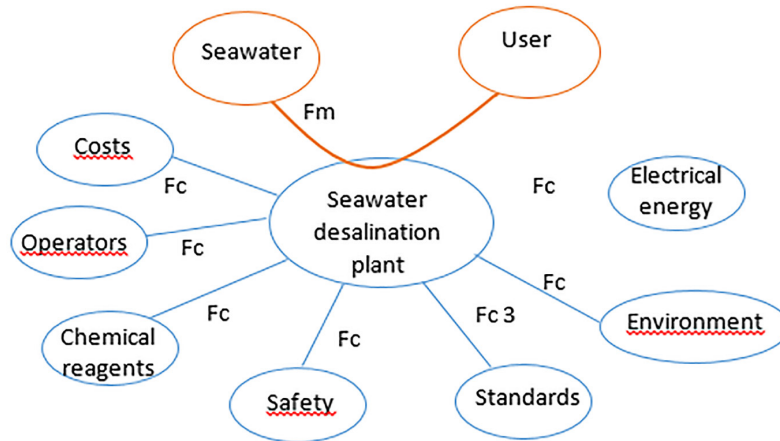 Seawater
User
Fm
Costs
Fc
Seawater
desalination
plant
Fc
Electrical
energy
Operators
Fc
Fc
Environment
Chemical
reagents
Fc
Fc
Fc 3
Safety
Standards